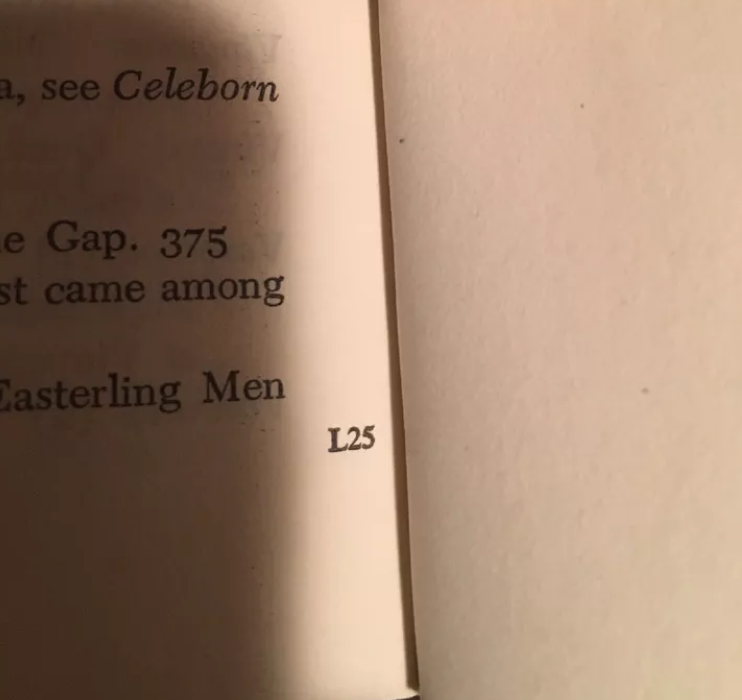 a, see Celeborn
e Gap. 375
st came among
Easterling Men
L25